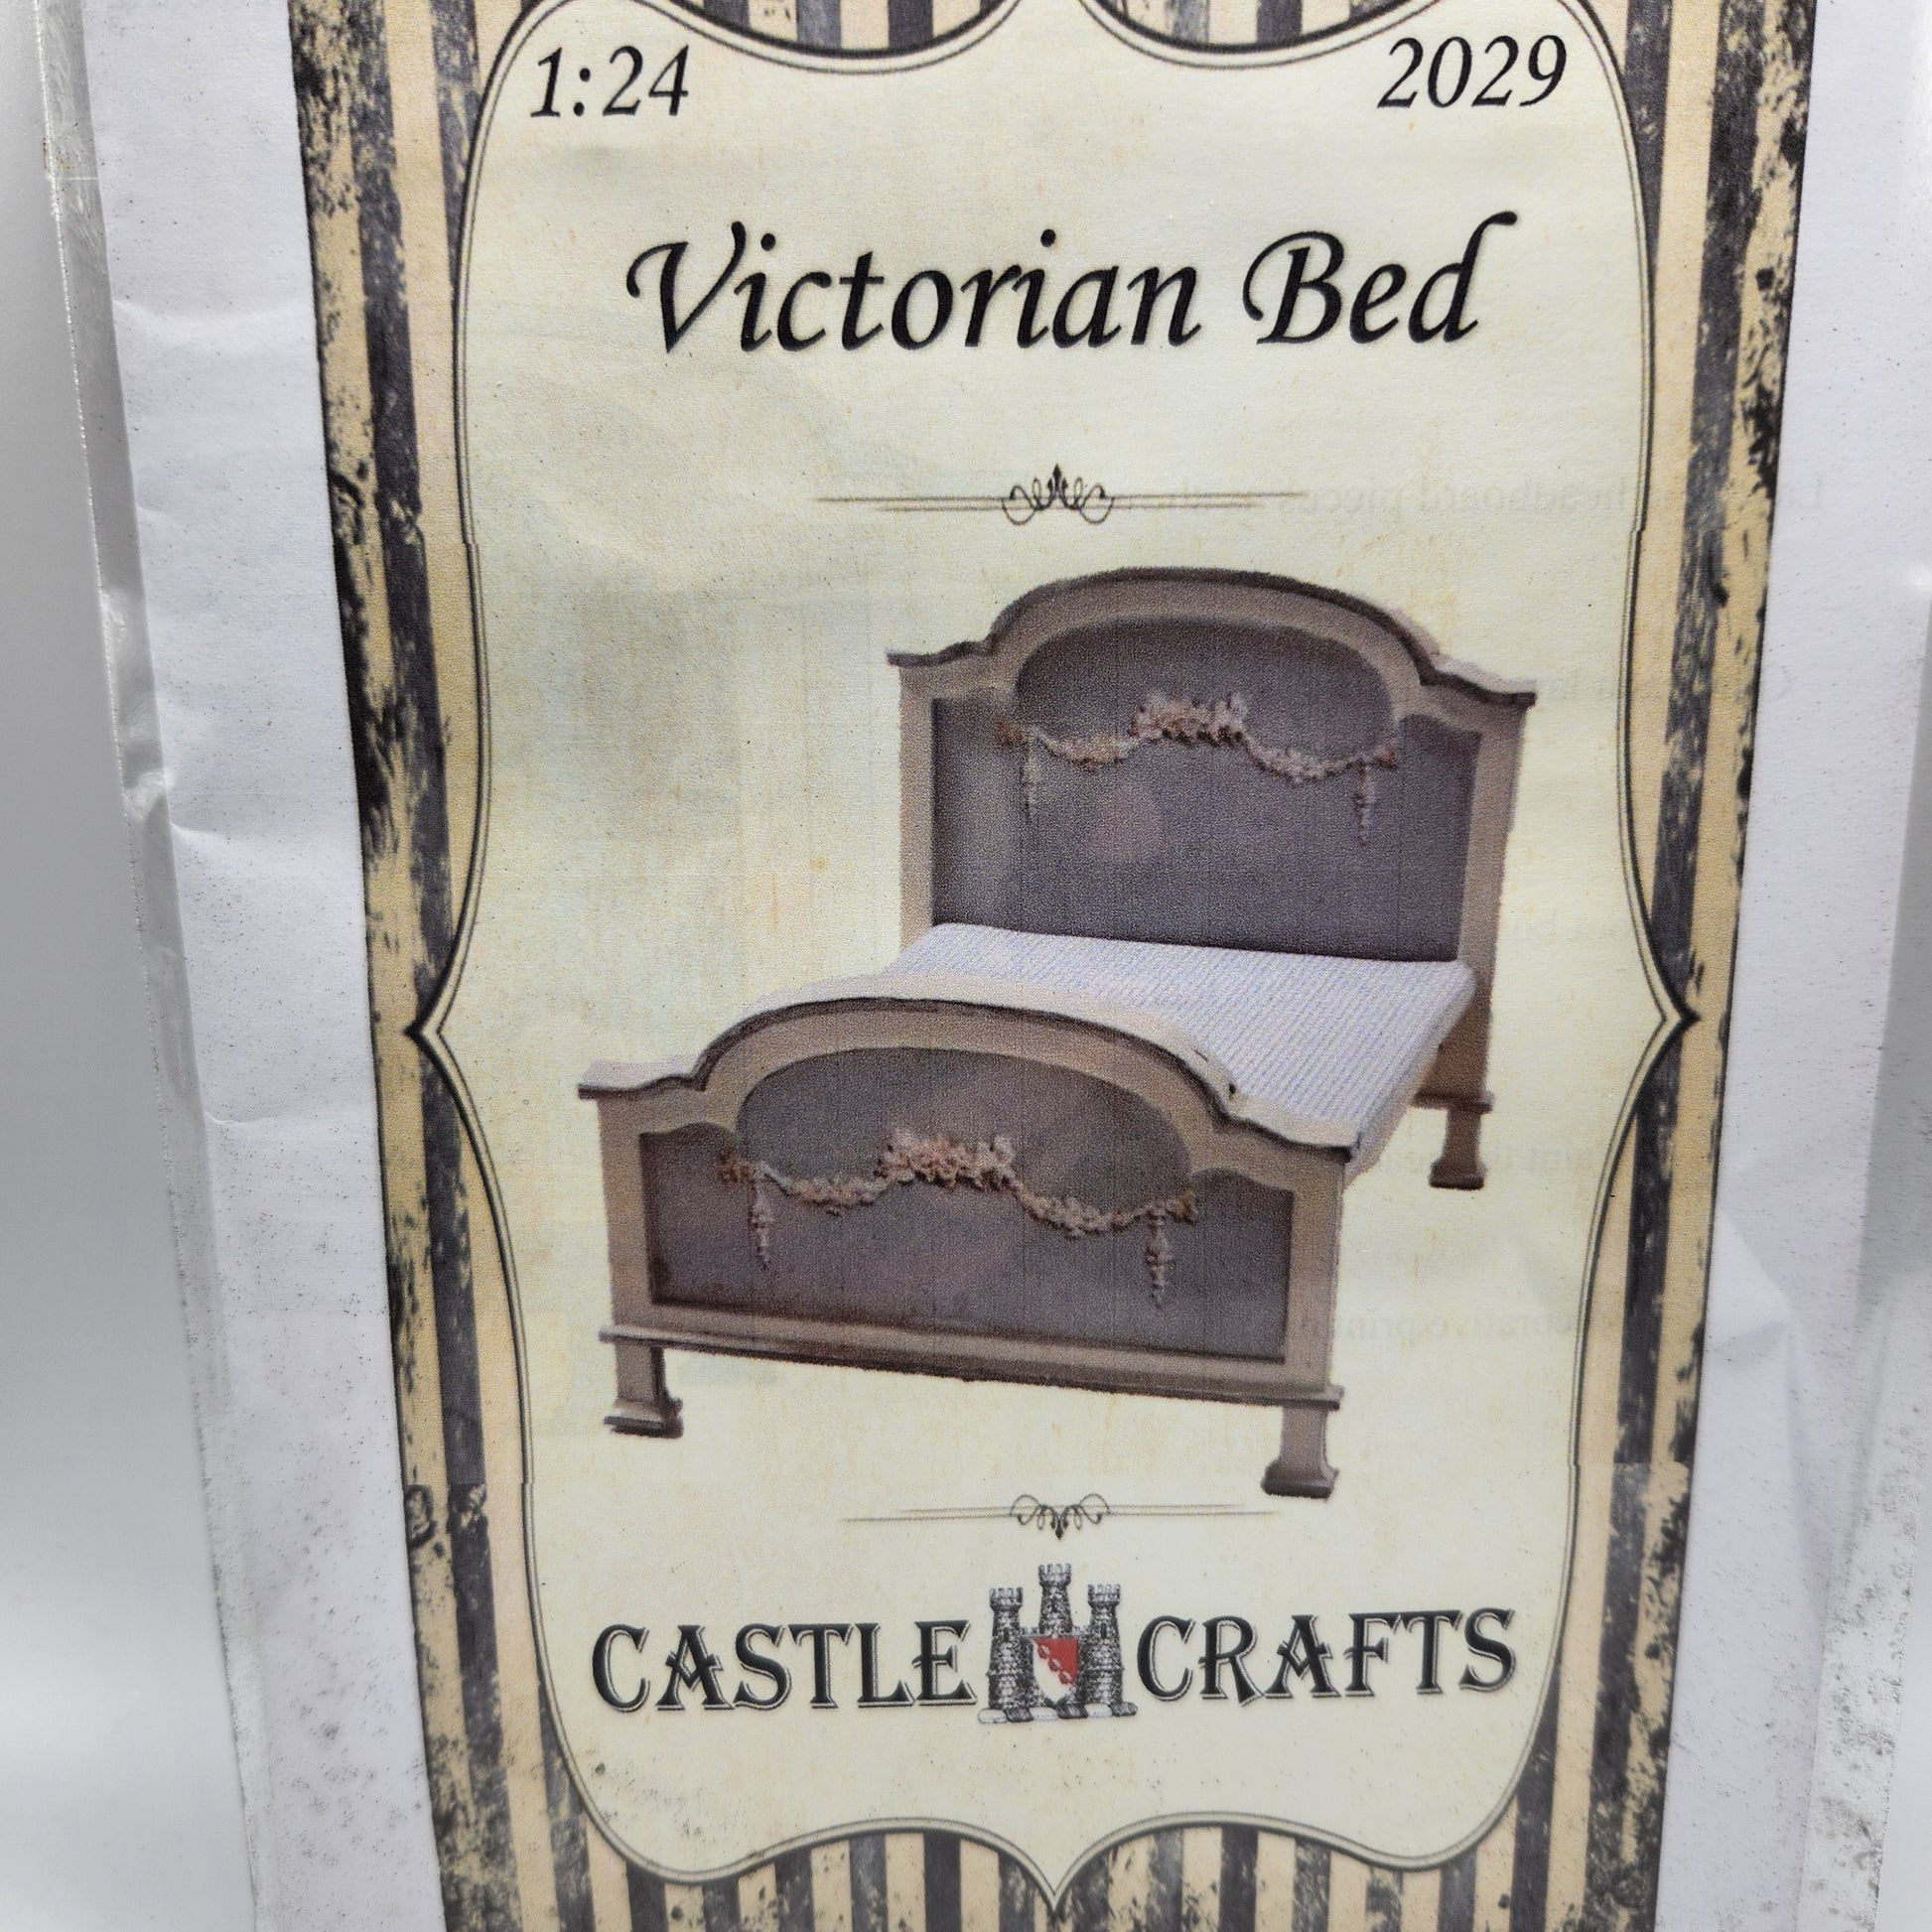 1:24 2029
Victorian Bed
CASTLE CRAFTS